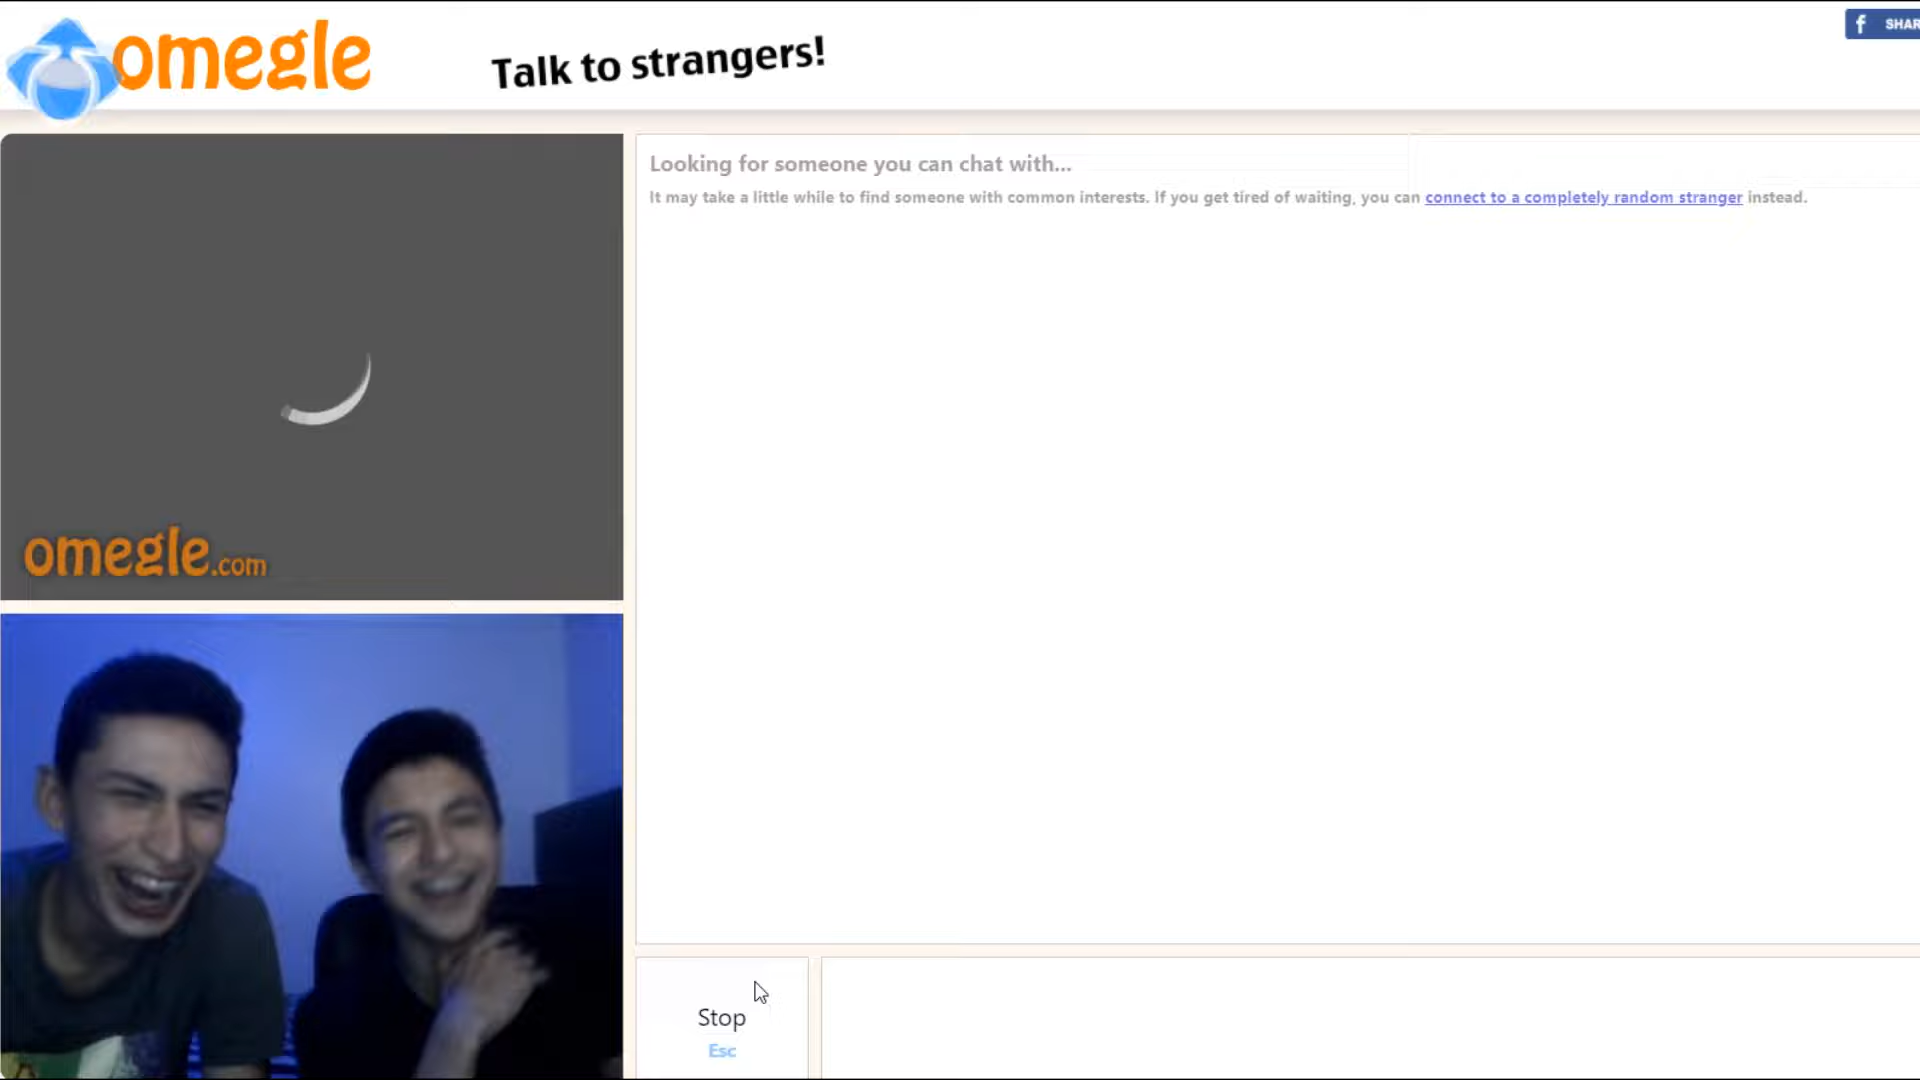 omegle
Talk to strangers!
f SHAR
Looking for someone you can chat with...
It may take a little while to find someone with common interests. If you get tired of waiting, you can connect to a completely random stranger instead.
omegle.com
Stop
Esc